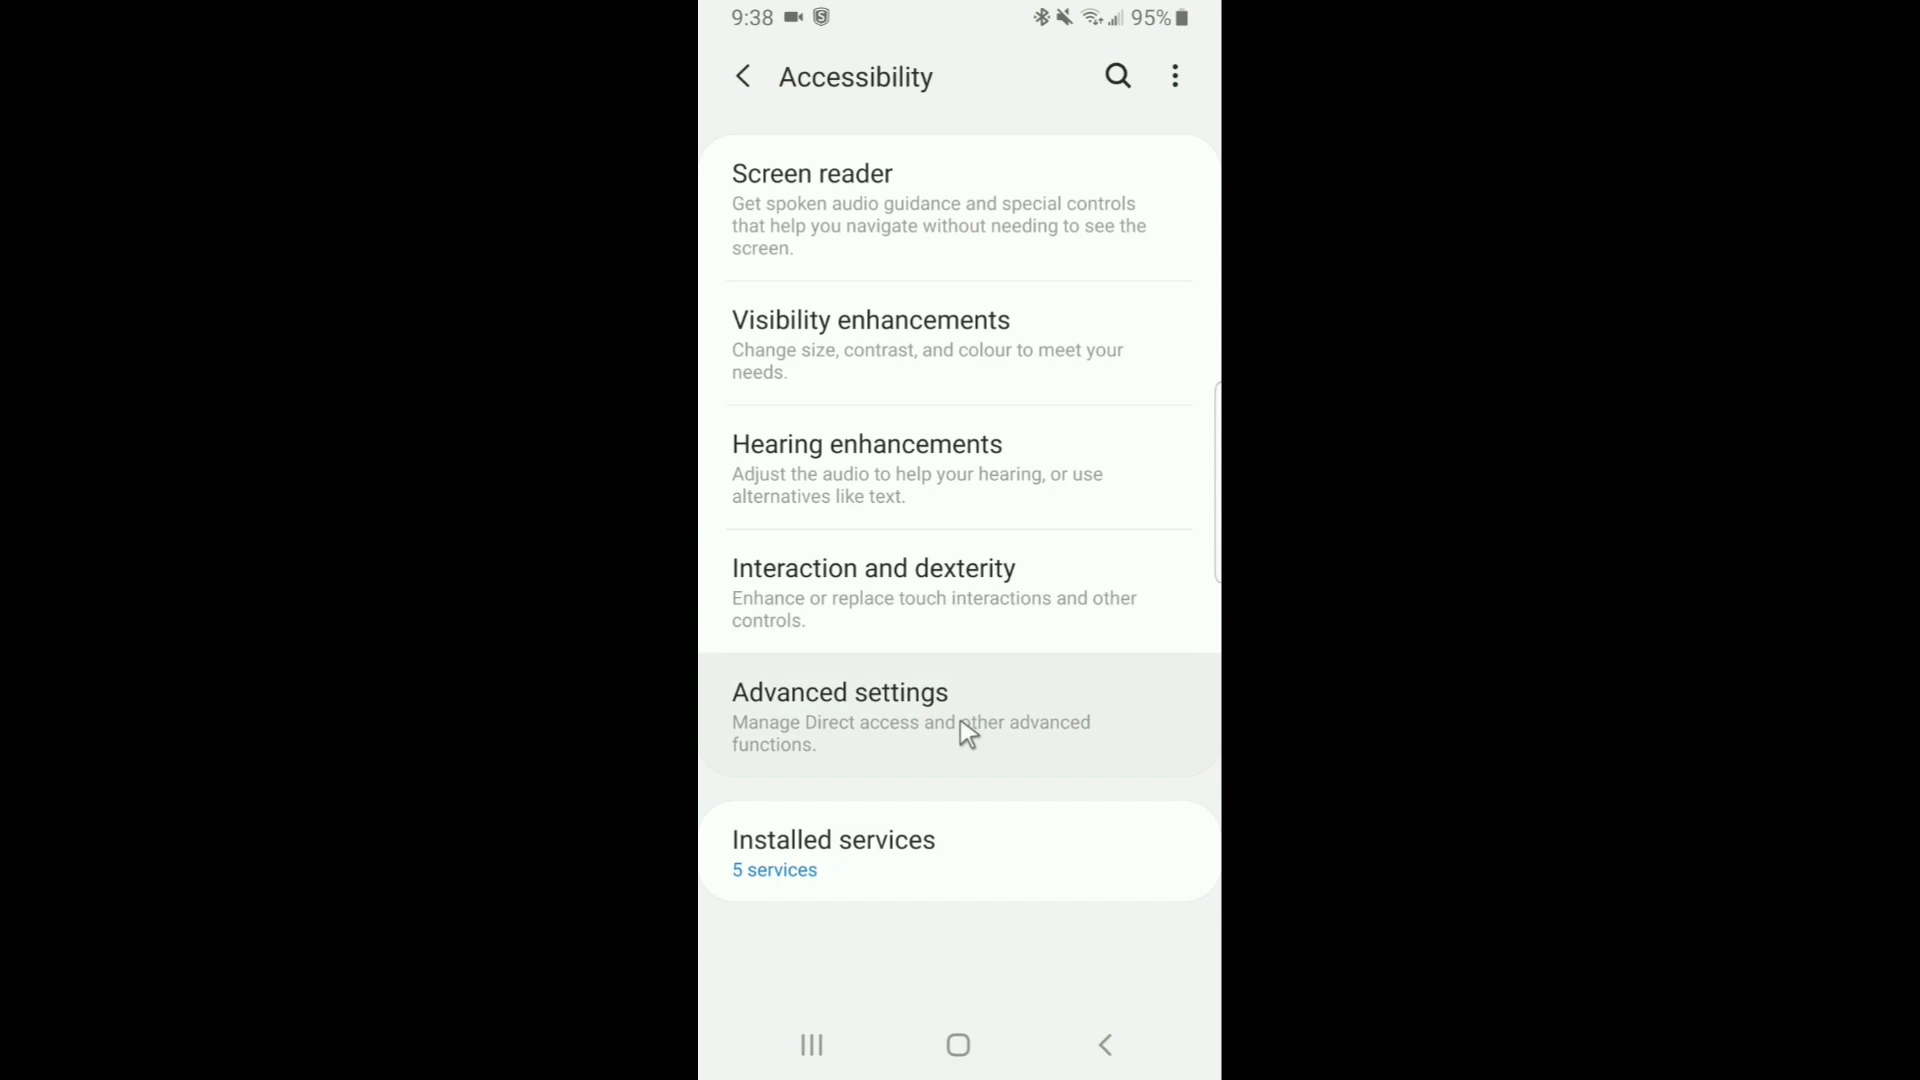 9:38 95%
Accessibility
Screen reader
Get spoken audio guidance and special controls
that help you navigate without needing to see the
screen.
Visibility enhancements
Change size, contrast, and colour to meet your
needs.
Hearing enhancements
Adjust the audio to help your hearing, or use
alternatives like text.
Interaction and dexterity
Enhance or replace touch interactions and other
controls.
Advanced settings
Manage Direct access and other advanced
functions.
Installed services
5 services